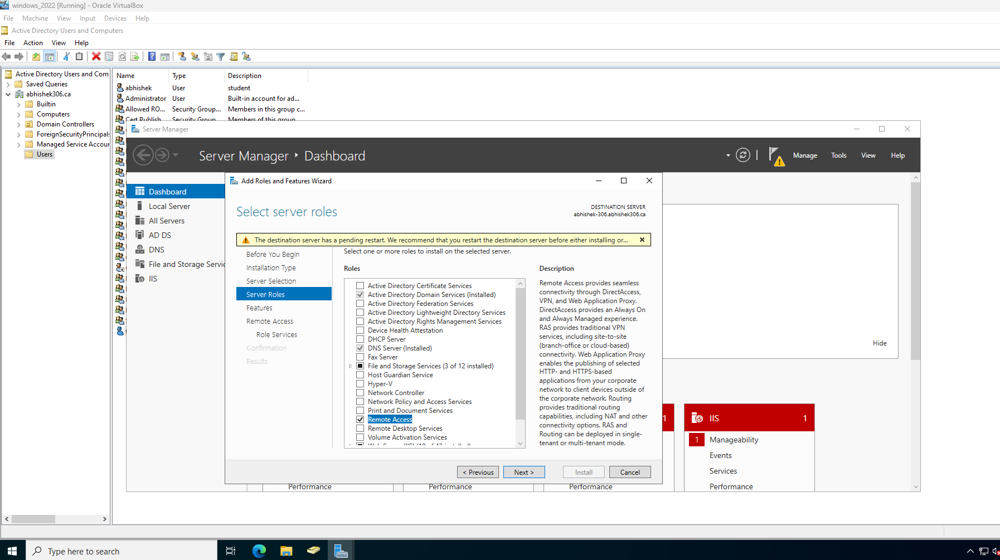 windows_2022 [Running] - Oracle VirtualBox
File Machine View Input Devices Help
Active Directory Users and Computers
File Action View Help
Active Directory Users and Com
Saved Queries
abhishek306.ca
Builtin
Computers
Domain Controllers
ForeignSecurityPrincipals
Managed Service Accour
Users
Name Type Description
abhishek User student
Administrator User Built-in account for ad...
Allowed RO... Security Group... Members in this group c...
Cert Publish Security Group Members of this group
Server Manager
Server Manager Dashboard
Manage Tools View Help
Dashboard
Local Server
All Servers
AD DS
DNS
File and Storage Servic
IIS
Add Roles and Features Wizard
Select server roles
DESTINATION SERVER
abhishek-306.abhishek306.ca
The destination server has a pending restart. We recommend that you restart the destination server before either installing or...
Before You Begin
Installation Type
Server Selection
Server Roles
Features
Remote Access
Role Services
Confirmation
Results
Select one or more roles to install on the selected server.
Roles
Active Directory Certificate Services
Active Directory Domain Services (Installed)
Active Directory Federation Services
Active Directory Lightweight Directory Services
Active Directory Rights Management Services
Device Health Attestation
DHCP Server
DNS Server (Installed)
Fax Server
File and Storage Services (3 of 12 installed)
Host Guardian Service
Hyper-V
Network Controller
Network Policy and Access Services
Print and Document Services
Remote Access
Remote Desktop Services
Volume Activation Services
Description
Remote Access provides seamless
connectivity through DirectAccess,
VPN, and Web Application Proxy.
DirectAccess provides an Always On
and Always Managed experience.
RAS provides traditional VPN
services, including site-to-site
(branch-office or cloud-based)
connectivity. Web Application Proxy
enables the publishing of selected
HTTP- and HTTPS-based
applications from your corporate
network to client devices outside of
the corporate network. Routing
provides traditional routing
capabilities, including NAT and other
connectivity options. RAS and
Routing can be deployed in single-
tenant or multi-tenant mode.
< Previous Next > Install Cancel
Hide
1
IIS 1
1 Manageability
Events
Services
Performance Performance Performance Performance
Type here to search